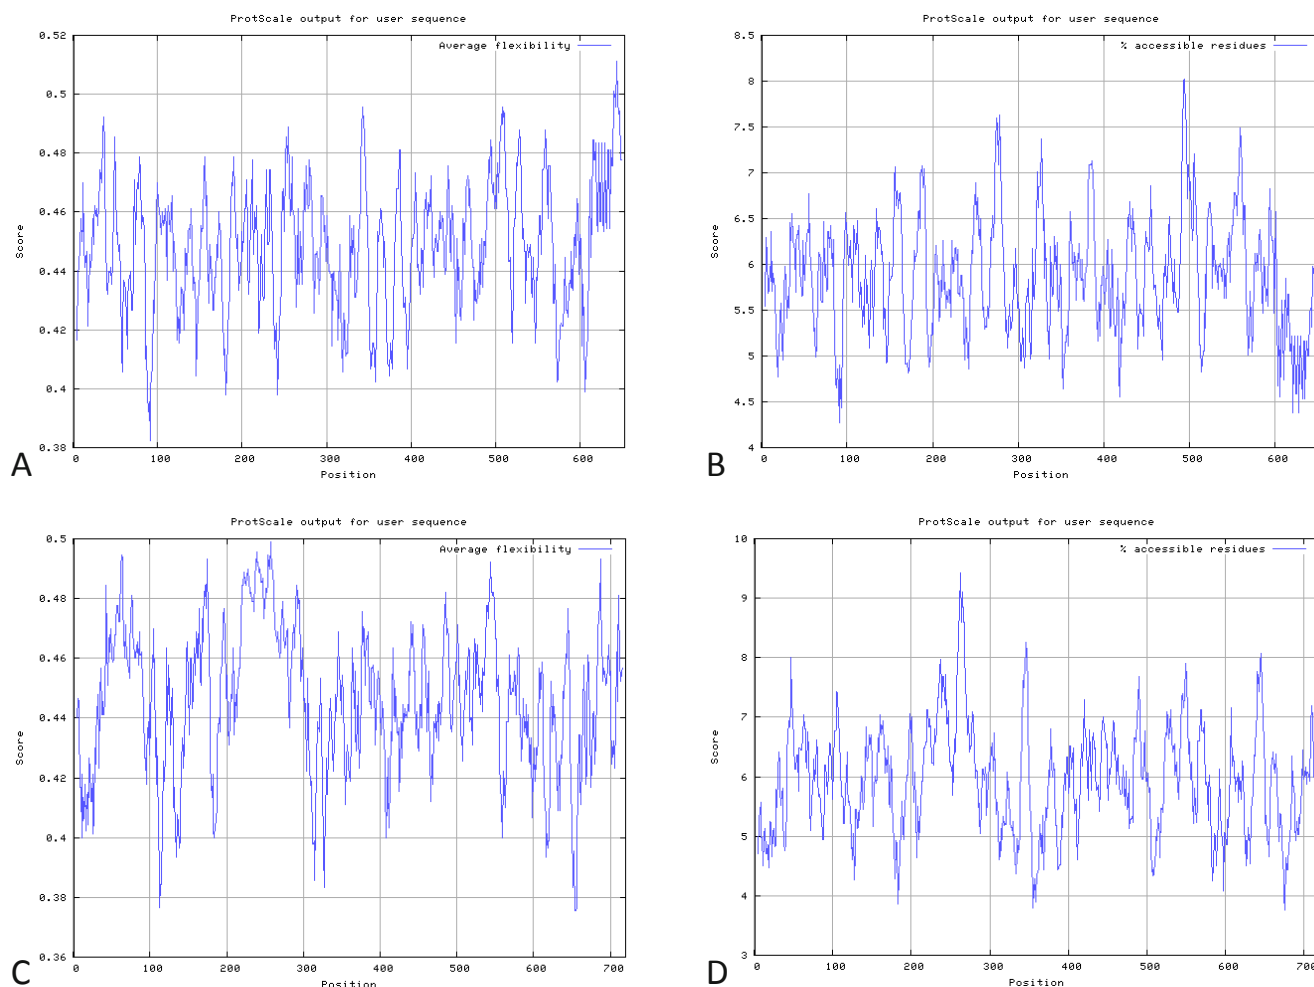 ProtScale output for user sequence
Average flexibility
0.52
0.5
0.48
0.46
0.44
0.42
0.4
0.38
Score
0 100 200 300 400 500 600
Position
A
ProtScale output for user sequence
% accessible residues
8.5
8
7.5
7
6.5
6
5.5
5
4.5
4
Score
0 100 200 300 400 500 600
Position
B
ProtScale output for user sequence
Average flexibility
0.5
0.48
0.46
0.44
0.42
0.4
0.38
0.36
Score
0 100 200 300 400 500 600 700
Position
C
ProtScale output for user sequence
% accessible residues
10
9
8
7
6
5
4
3
Score
0 100 200 300 400 500 600 700
Position
D